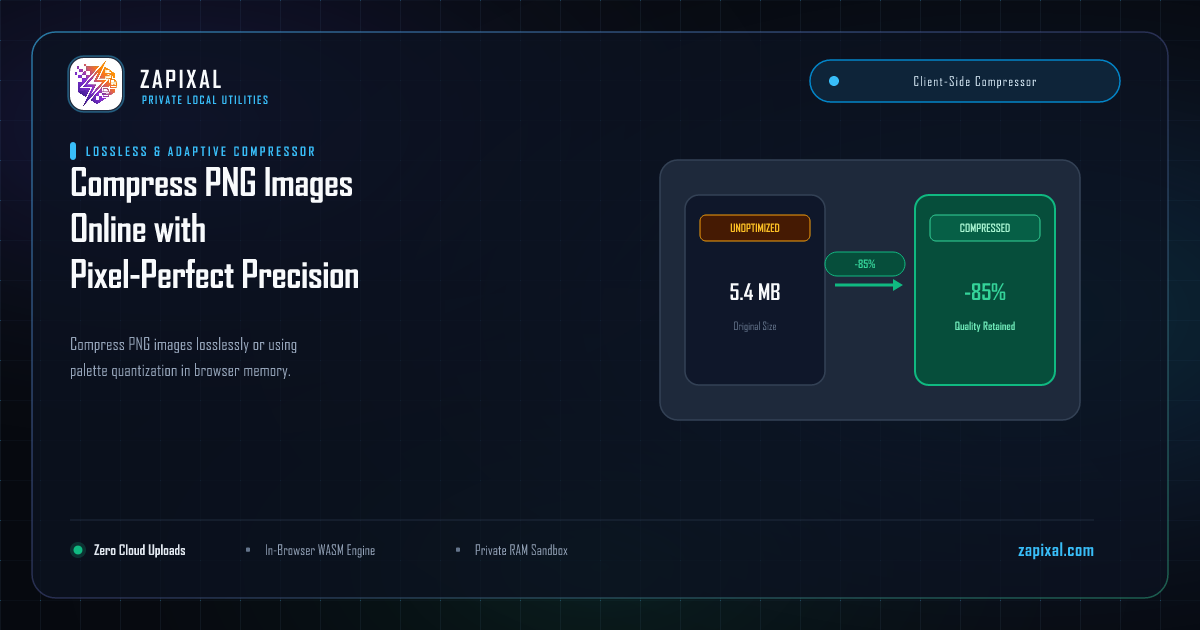 ZAPIXAL
PRIVATE LOCAL UTILITIES
Client-Side Compressor
LOSSLESS & ADAPTIVE COMPRESSOR
Compress PNG Images
Online with
Pixel-Perfect Precision
Compress PNG images losslessly or using
palette quantization in browser memory.
UNOPTIMIZED
5.4 MB
Original Size
-85%
COMPRESSED
-85%
Quality Retained
Zero Cloud Uploads
In-Browser WASM Engine
Private RAM Sandbox
zapixal.com